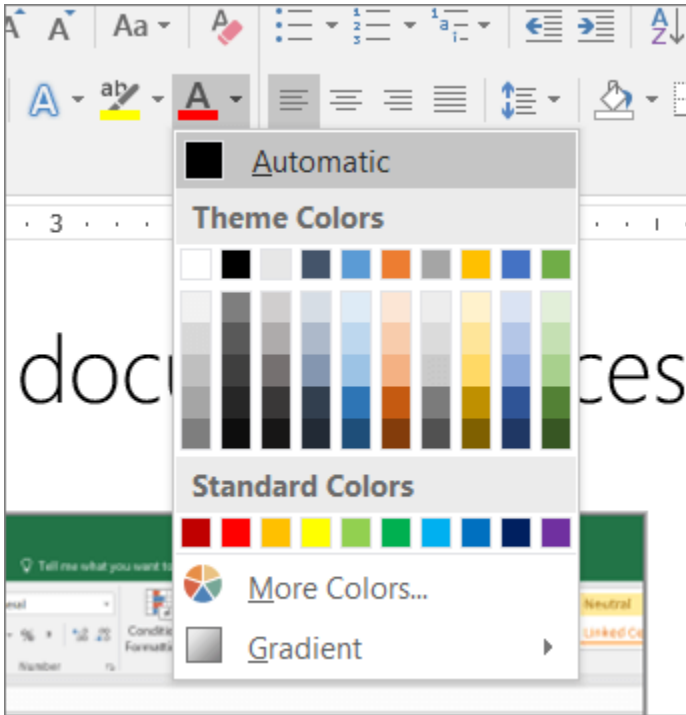 Aa
ab
A
Automatic
3
Theme Colors
docu
ces
Standard Colors
Tell me what you want to
More Colors...
Neutral
%
Gradient
Number